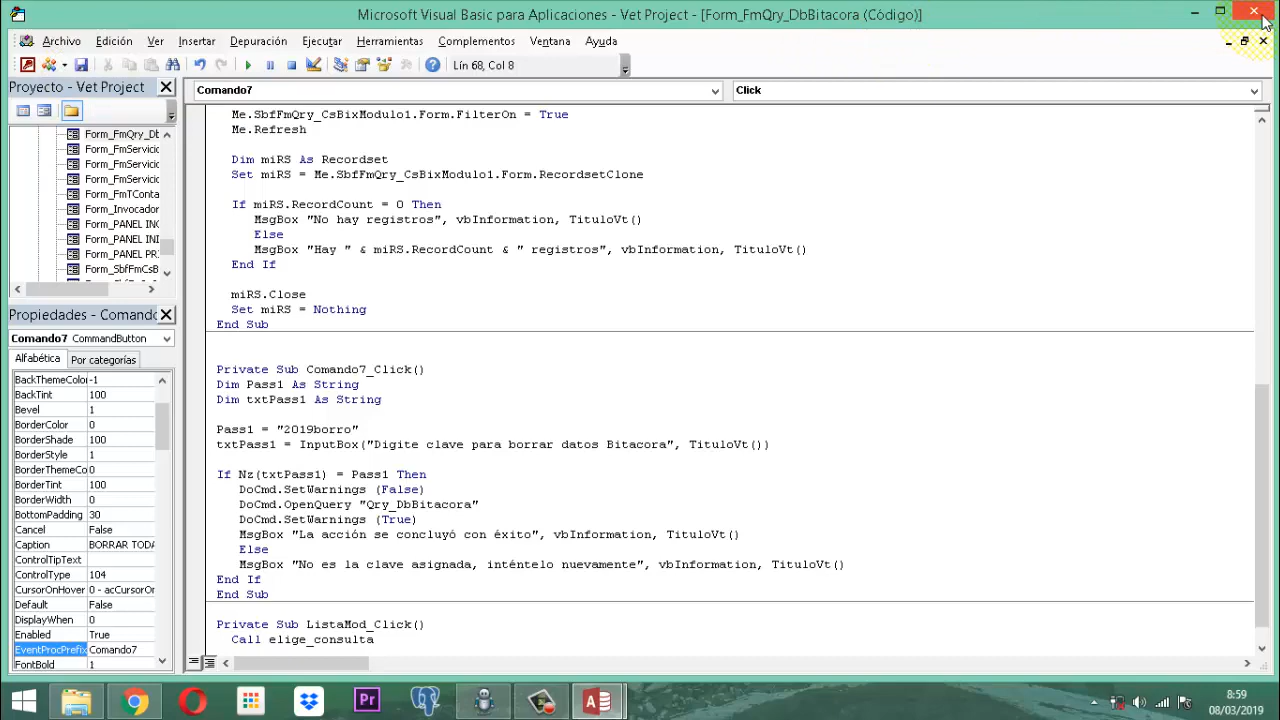 Microsoft Visual Basic para Aplicaciones - Vet Project - [Form_FmQry_DbBitacora (Código)]
Archivo Edición Ver Insertar Depuración Ejecutar Herramientas Complementos Ventana Ayuda
Lín 68, Col 8
Proyecto - Vet Project
Form_FmQry_Db
Form_FmServicio
Form_FmServicio
Form_FmServicio
Form_FmTConta
Form_Invocador
Form_PANEL ING
Form_PANEL INI
Form_PANEL PR
Form_SbfFmCsB
Propiedades - Comando
Comando7 CommandButton
Alfabética Por categorías
BackThemeColor -1
BackTint 100
Bevel 1
BorderColor 0
BorderShade 100
BorderStyle 1
BorderThemeCo 0
BorderTint 100
BorderWidth 0
BottomPadding 30
Cancel False
Caption BORRAR TODA
ControlTipText
ControlType 104
CursorOnHover 0 - acCursorOn
Default False
DisplayWhen 0
Enabled True
EventProcPrefix Comando7
FontBold 1
Comando7 Click
Me.SbfFmQry_CsBixModulo1.Form.FilterOn = True
Me.Refresh
Dim miRS As Recordset
Set miRS = Me.SbfFmQry_CsBixModulo1.Form.RecordsetClone
If miRS.RecordCount = 0 Then
MsgBox "No hay registros", vbInformation, TituloVt()
Else
MsgBox "Hay " & miRS.RecordCount & " registros", vbInformation, TituloVt()
End If
miRS.Close
Set miRS = Nothing
End Sub
Private Sub Comando7_Click()
Dim Pass1 As String
Dim txtPass1 As String
Pass1 = "2019borro"
txtPass1 = InputBox("Digite clave para borrar datos Bitacora", TituloVt())
If Nz(txtPass1) = Pass1 Then
DoCmd.SetWarnings (False)
DoCmd.OpenQuery "Qry_DbBitacora"
DoCmd.SetWarnings (True)
MsgBox "La acción se concluyó con éxito", vbInformation, TituloVt()
Else
MsgBox "No es la clave asignada, inténtelo nuevamente", vbInformation, TituloVt()
End If
End Sub
Private Sub ListaMod_Click()
Call elige_consulta
Pr
8:59
08/03/2019